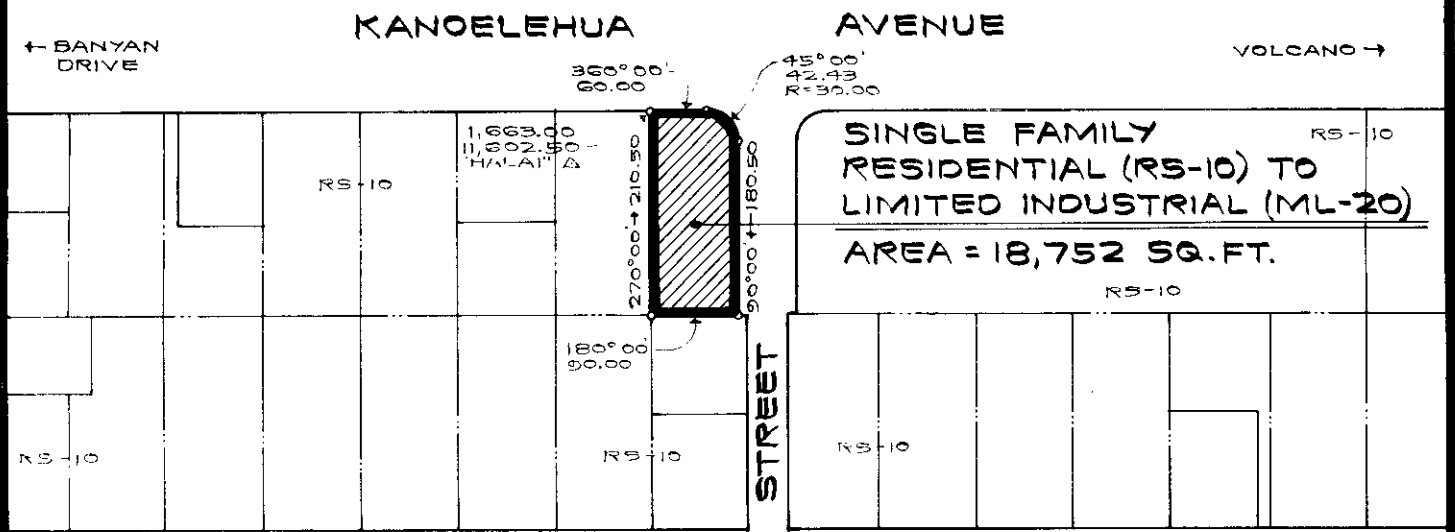 KANOELEHUA AVENUE
← BANYAN
DRIVE
VOLCANO →
360°00'
60.00
45°00'
42.43
R=30.00
1,663.00
11,602.50
"HALAI" △
RS-10
270°00' → 210.50
90°00' ← 180.50
SINGLE FAMILY
RESIDENTIAL (RS-10) TO
LIMITED INDUSTRIAL (ML-20)
AREA = 18,752 SQ.FT.
RS-10
RS-10
180°00'
90.00
STREET
RS-10
RS-10
RS-10